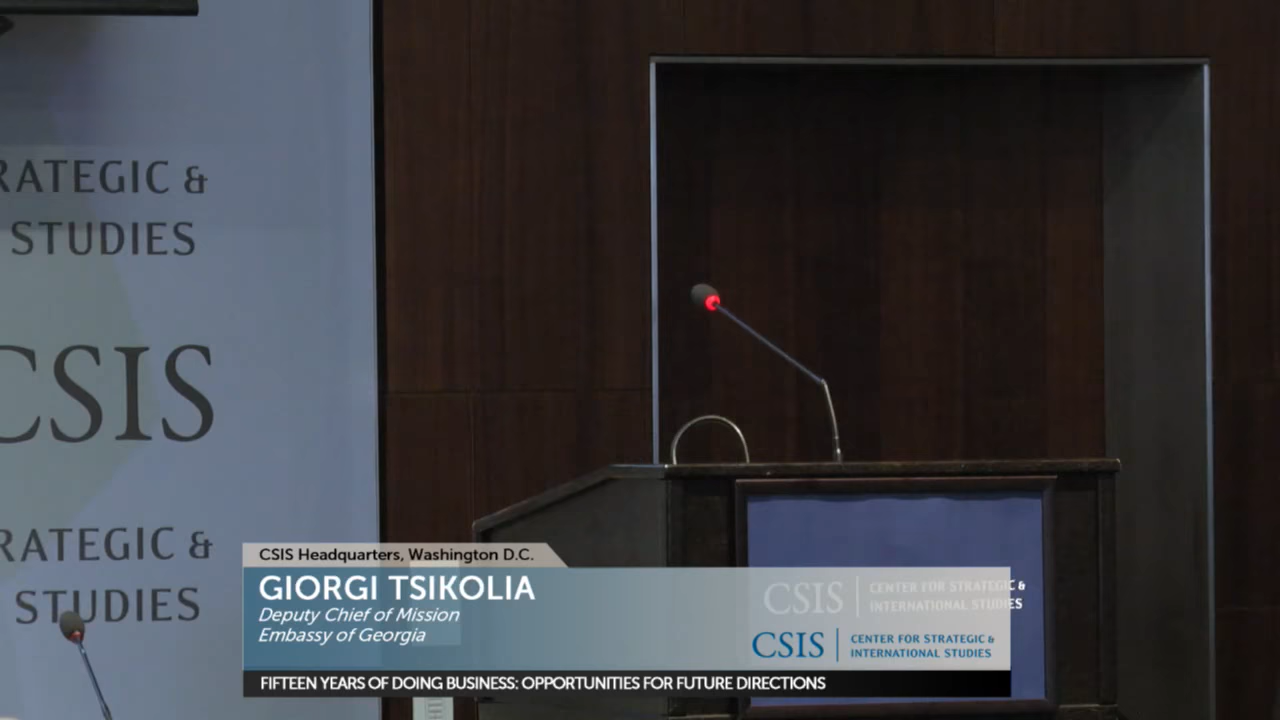 RATEGIC &
STUDIES
CSIS
RATEGIC &
STUDIES
CSIS Headquarters, Washington D.C.
GIORGI TSIKOLIA
Deputy Chief of Mission
Embassy of Georgia
CSIS
CENTER FOR STRATEGIC &
INTERNATIONAL STUDIES
CSIS
CENTER FOR STRATEGIC &
INTERNATIONAL STUDIES
FIFTEEN YEARS OF DOING BUSINESS: OPPORTUNITIES FOR FUTURE DIRECTIONS